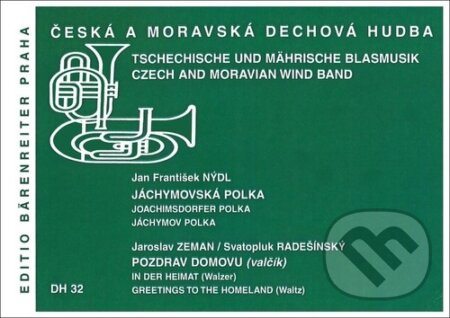 EDITIO BÄRENREITER PRAHA
ČESKÁ A MORAVSKÁ DECHOVÁ HUDBA
TSCHECHISCHE UND MÄHRISCHE BLASMUSIK
CZECH AND MORAVIAN WIND BAND
Jan František NÝDL
JÁCHYMOVSKÁ POLKA
JOACHIMSDORFER POLKA
JÁCHYMOV POLKA
Jaroslav ZEMAN / Svatopluk RADEŠÍNSKÝ
POZDRAV DOMOVU (valčík)
IN DER HEIMAT (Walzer)
GREETINGS TO THE HOMELAND (Waltz)
DH 32